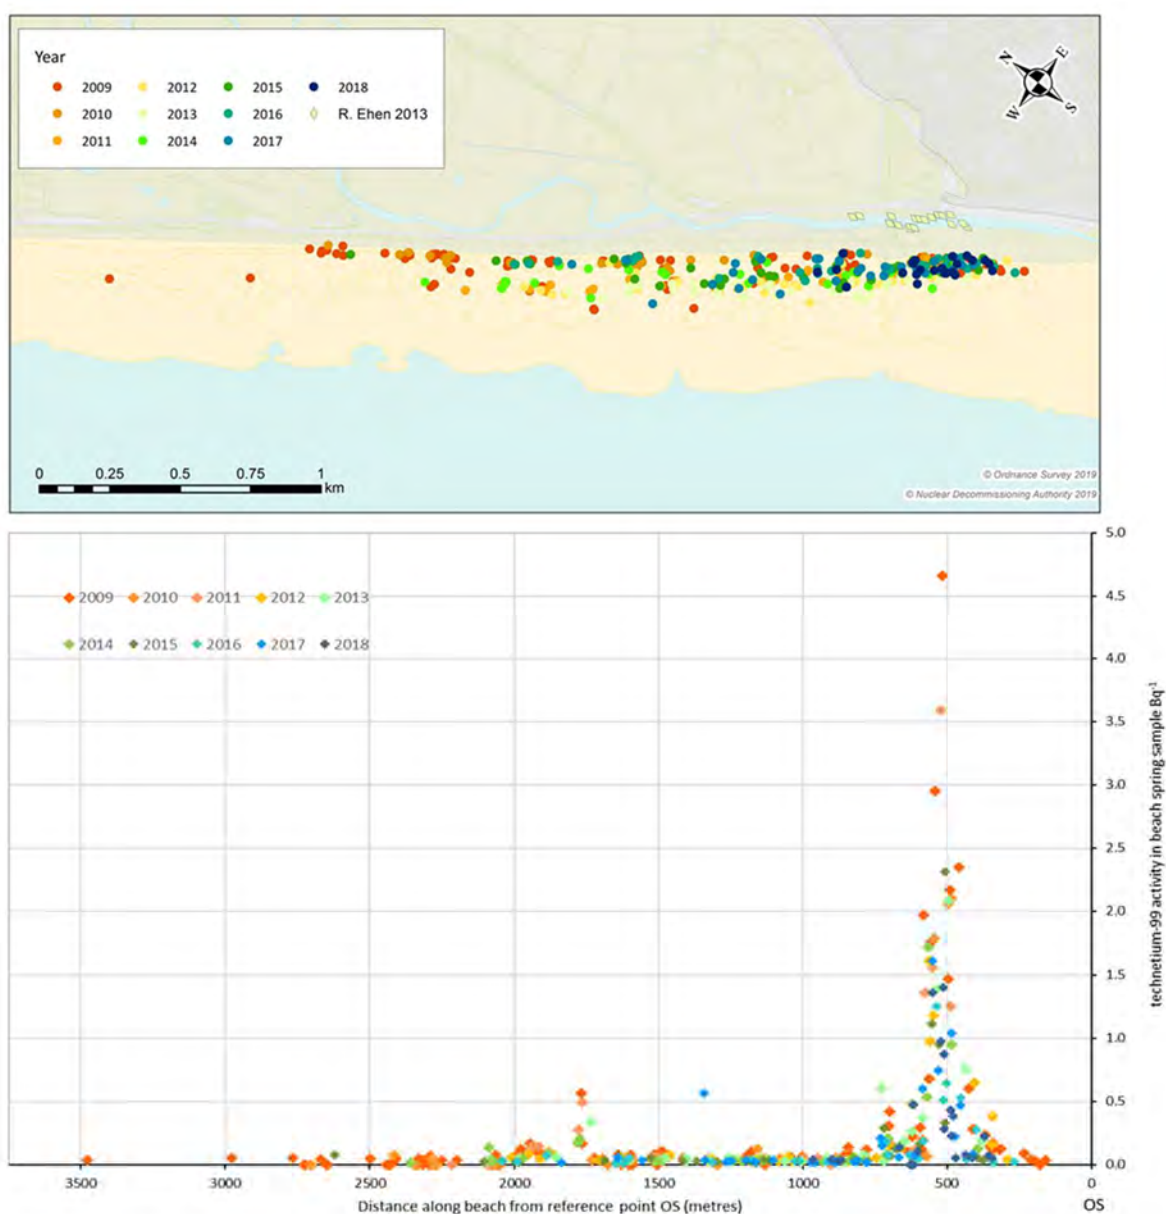 Year
2009 2012 2015 2018
2010 2013 2016 R. Ehen 2013
2011 2014 2017
N E
W S
0 0.25 0.5 0.75 1
km
© Ordnance Survey 2019
© Nuclear Decommissioning Authority 2019
5.0
4.5
4.0
3.5
3.0
2.5
2.0
1.5
1.0
0.5
0.0
2009 2010 2011 2012 2013
2014 2015 2016 2017 2018
technetium-99 activity in beach spring sample Bq-1
3500 3000 2500 2000 1500 1000 500 0
Distance along beach from reference point OS (metres) OS